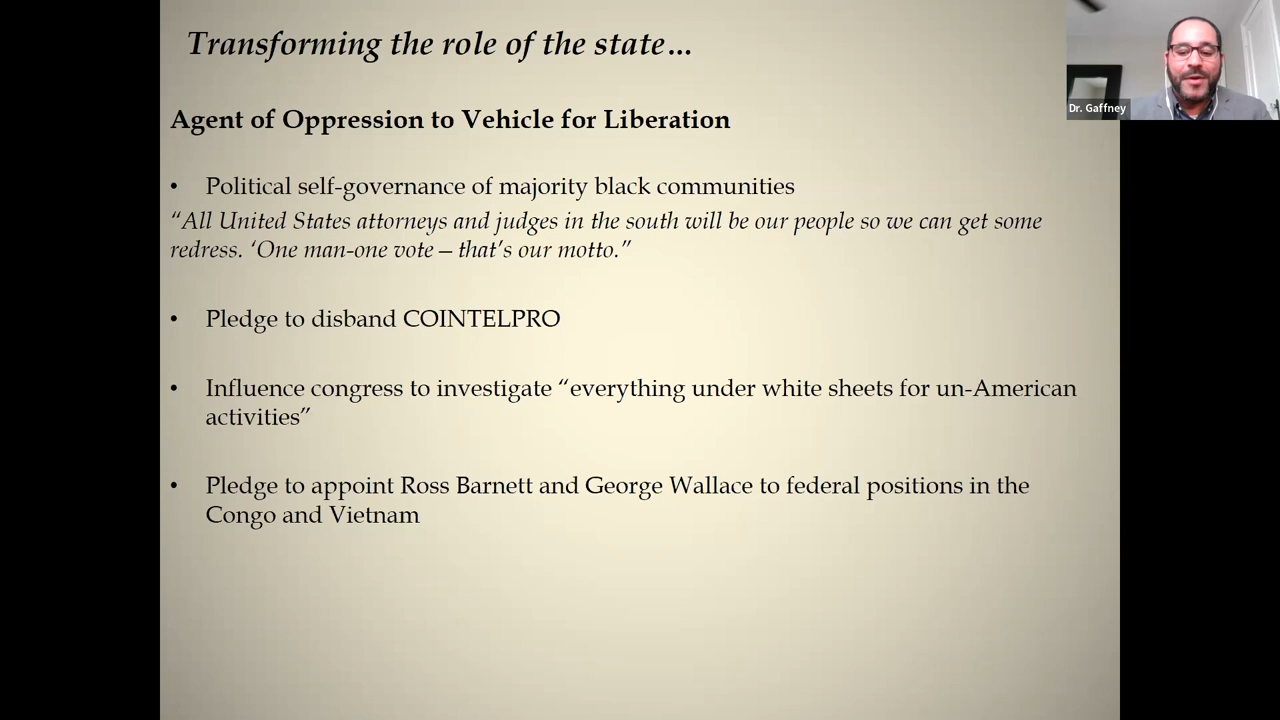 Transforming the role of the state…
Dr. Gaffney
Agent of Oppression to Vehicle for Liberation
• Political self-governance of majority black communities
“All United States attorneys and judges in the south will be our people so we can get some
redress. ‘One man-one vote – that’s our motto.”
• Pledge to disband COINTELPRO
• Influence congress to investigate “everything under white sheets for un-American
activities”
• Pledge to appoint Ross Barnett and George Wallace to federal positions in the
Congo and Vietnam